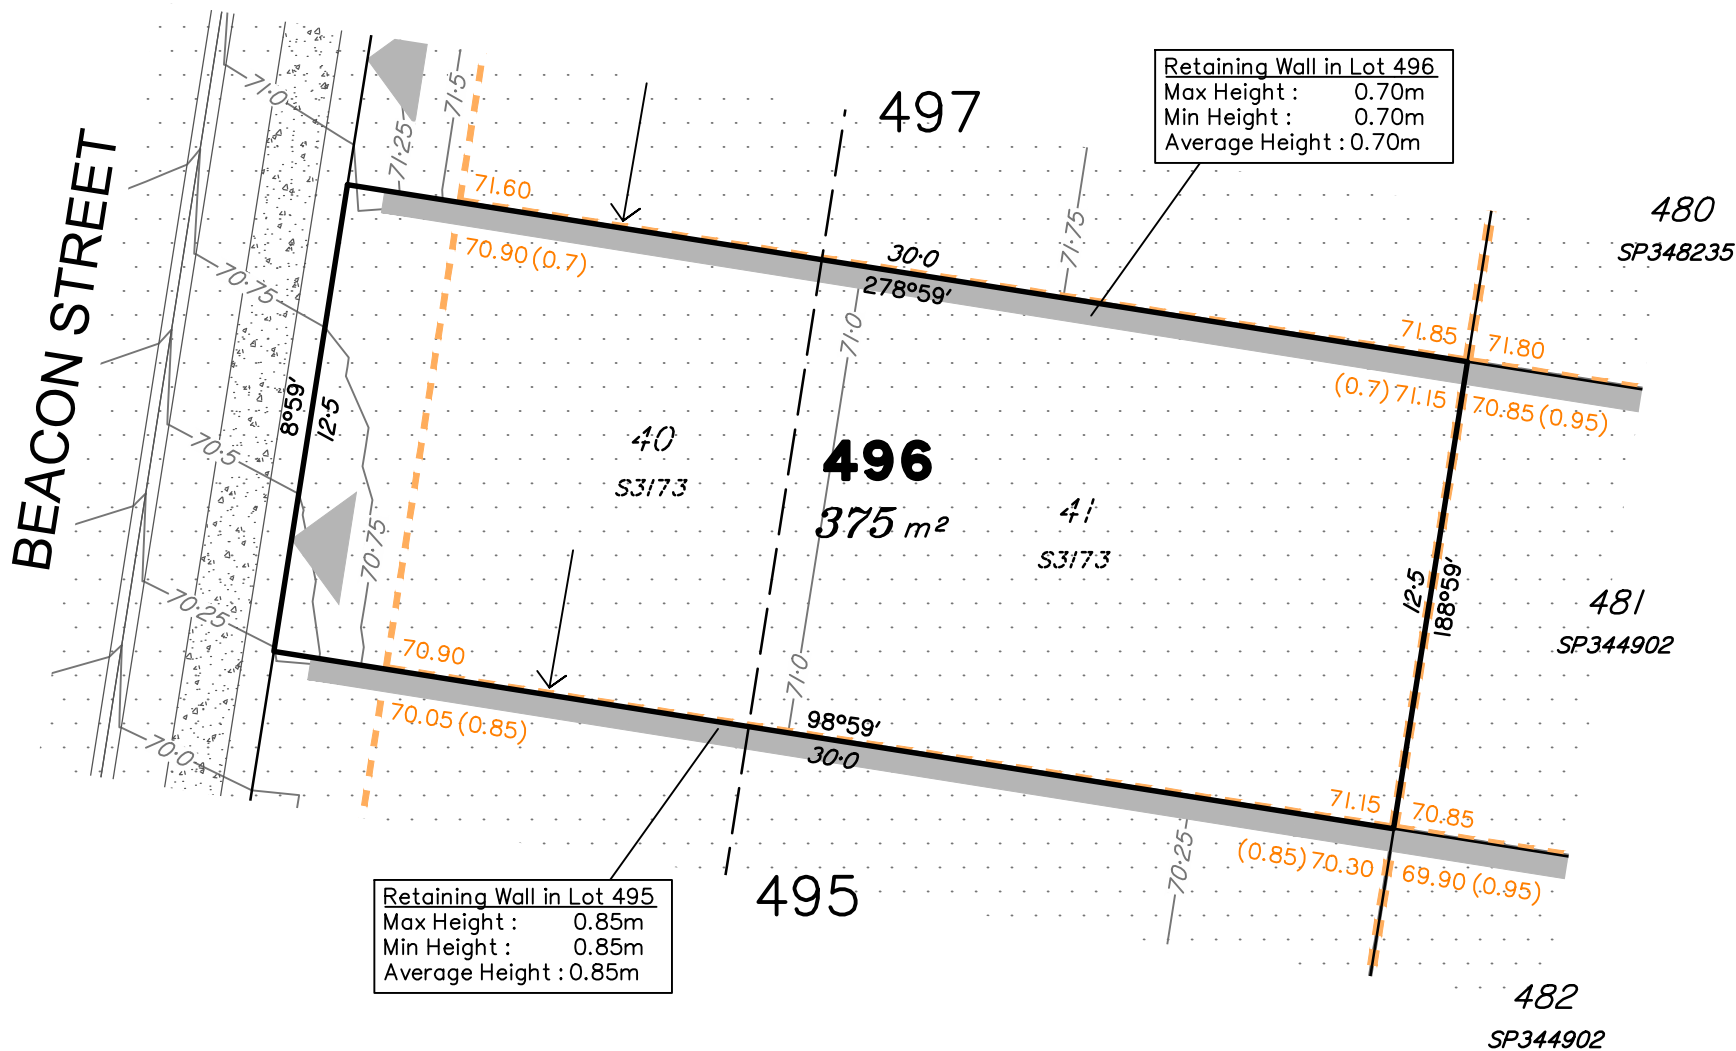 BEACON STREET
71·0
71·25
71·5
497
Retaining Wall in Lot 496
Max Height : 0.70m
Min Height : 0.70m
Average Height : 0.70m
480
SP348235
71.60
70.90 (0.7)
30·0
278°59'
71·75
71.85
71.80
(0.7) 71.15
70.85 (0.95)
70·75
71·0
8°59'
12·5
70·5
40
S3173
496
375 m²
41
S3173
70·75
12·5
188°59'
481
SP344902
70·25
70.90
70.05 (0.85)
71·0
98°59'
30·0
70·0
71.15
70.85
(0.85) 70.30
69.90 (0.95)
70·25
495
Retaining Wall in Lot 495
Max Height : 0.85m
Min Height : 0.85m
Average Height : 0.85m
482
SP344902